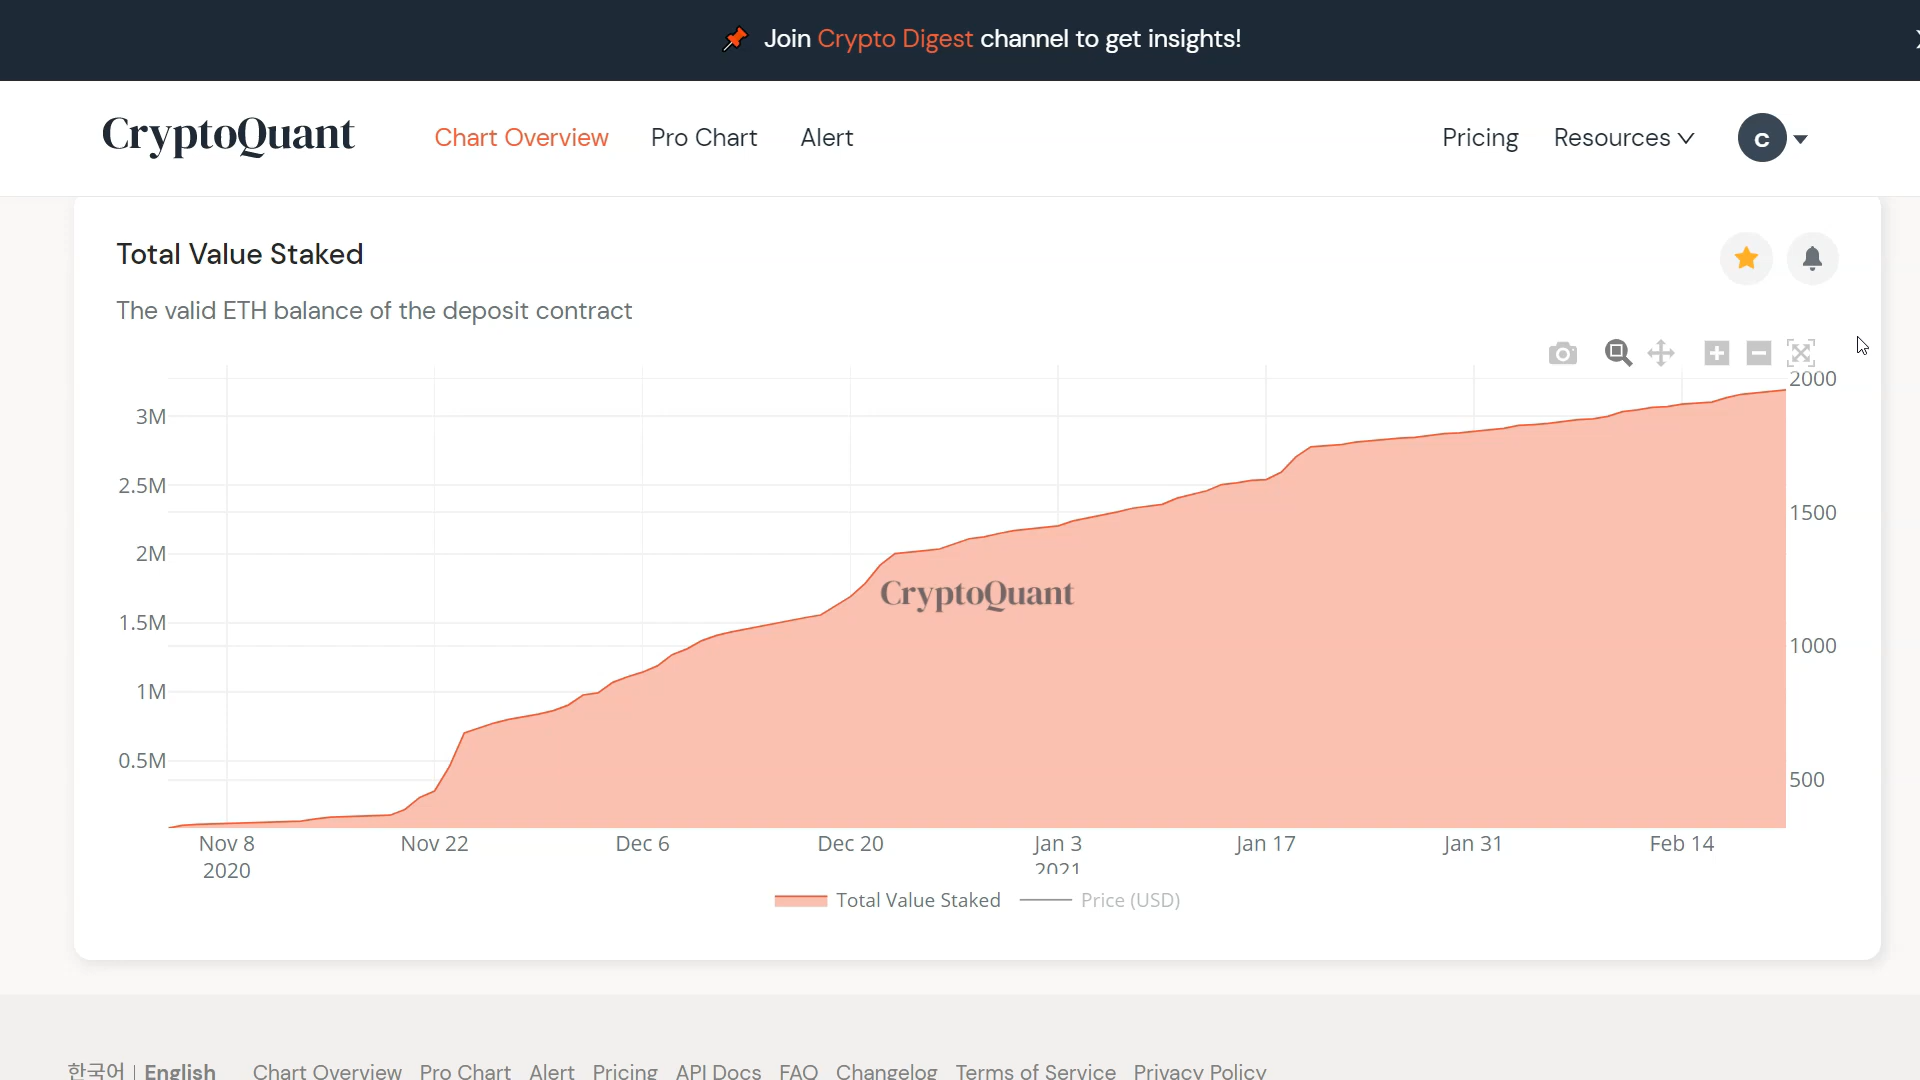 Join Crypto Digest channel to get insights!
CryptoQuant Chart Overview Pro Chart Alert Pricing Resources c
Total Value Staked
The valid ETH balance of the deposit contract
2000
3M
2.5M
1500
2M
CryptoQuant
1.5M
1000
1M
0.5M
500
Nov 8 Nov 22 Dec 6 Dec 20 Jan 3 Jan 17 Jan 31 Feb 14
2020 2021
Total Value Staked Price (USD)
한국어 | English Chart Overview Pro Chart Alert Pricing API Docs FAQ Changelog Terms of Service Privacy Policy